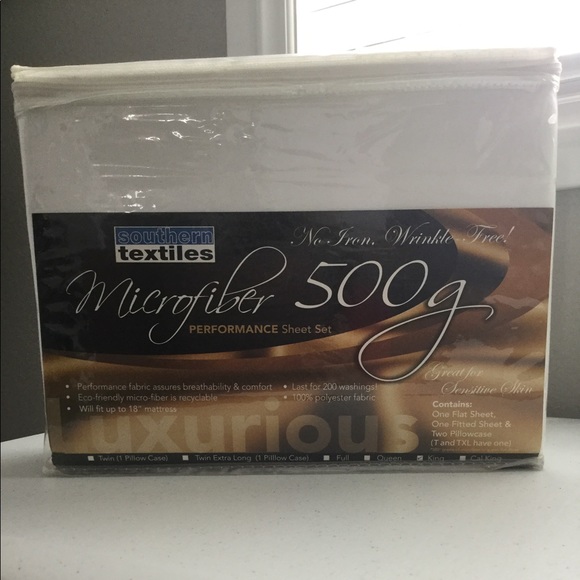 southern
textiles
No Iron, Wrinkle-Free!
Microfiber 500g
PERFORMANCE Sheet Set
• Performance fabric assures breathability & comfort
• Eco-friendly micro-fiber is recyclable
• Will fit up to 18" mattress
• Last for 200 washings!
• 100% polyester fabric
Great for
Sensitive Skin
Contains:
One Flat Sheet,
One Fitted Sheet &
Two Pillowcase
(T and TXL have one)
Luxurious
Twin (1 Pillow Case) Twin Extra Long (1 Pillow Case) Full Queen King Cal King